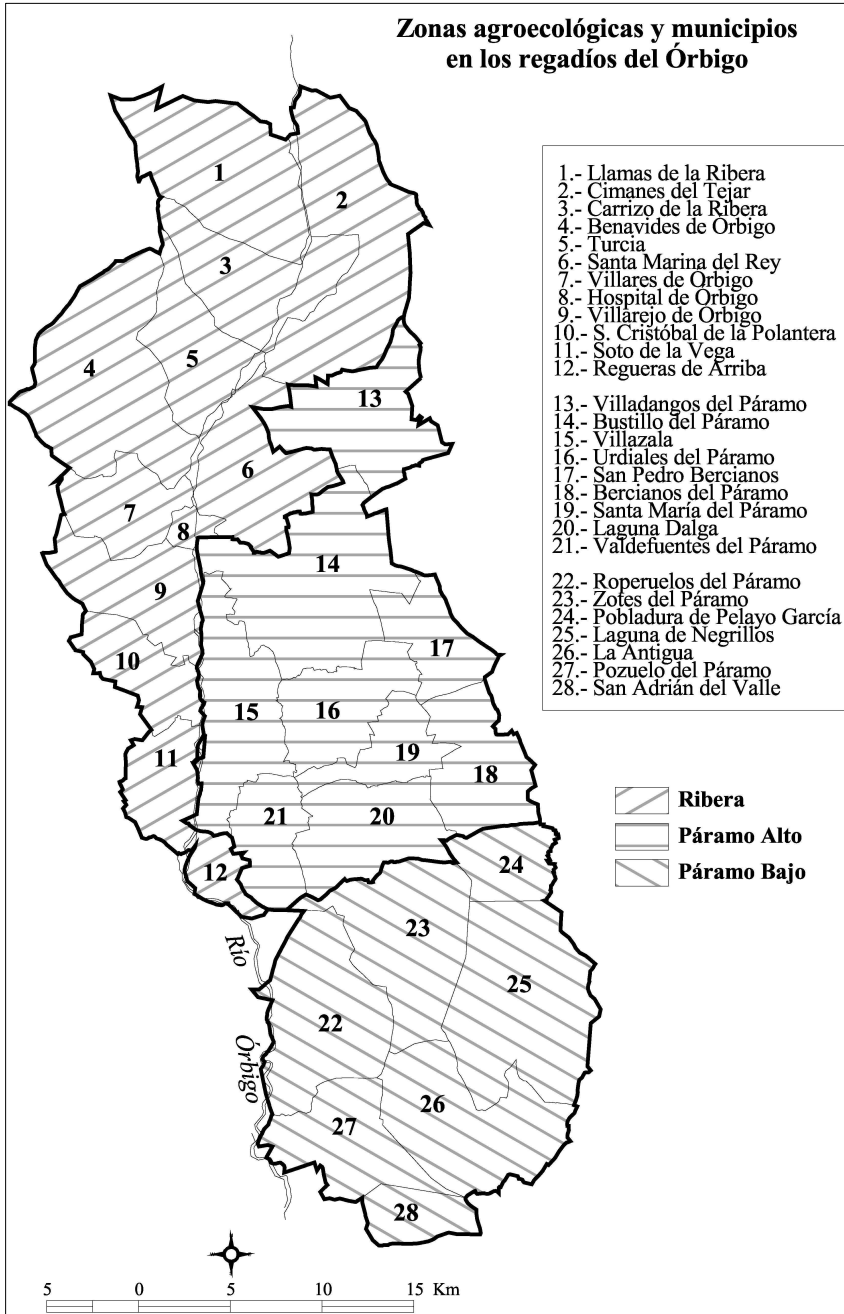 Zonas agroecológicas y municipios
en los regadíos del Órbigo
1.- Llamas de la Ribera
2.- Cimanes del Tejar
3.- Carrizo de la Ribera
4.- Benavides de Órbigo
5.- Turcia
6.- Santa Marina del Rey
7.- Villares de Órbigo
8.- Hospital de Órbigo
9.- Villarejo de Órbigo
10.- S. Cristóbal de la Polantera
11.- Soto de la Vega
12.- Regueras de Arriba
13.- Villadangos del Páramo
14.- Bustillo del Páramo
15.- Villazala
16.- Urdiales del Páramo
17.- San Pedro Bercianos
18.- Bercianos del Páramo
19.- Santa María del Páramo
20.- Laguna Dalga
21.- Valdefuentes del Páramo
22.- Roperuelos del Páramo
23.- Zotes del Páramo
24.- Pobladura de Pelayo García
25.- Laguna de Negrillos
26.- La Antigua
27.- Pozuelo del Páramo
28.- San Adrián del Valle
Ribera
Páramo Alto
Páramo Bajo
1
2
3
4
5
13
6
7
8
14
9
10
17
15
16
11
19
18
21
20
12
24
23
Río
25
22
Órbigo
26
27
28
5 0 5 10 15 Km